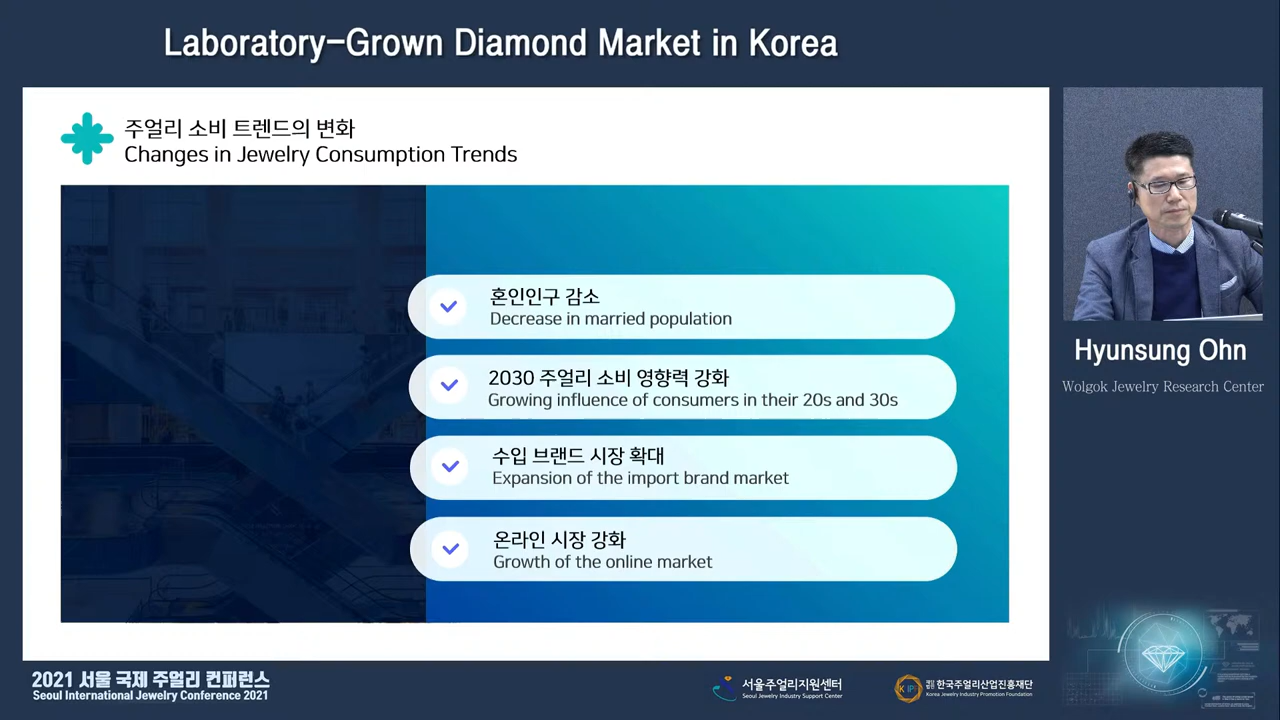 Laboratory-Grown Diamond Market in Korea
주얼리 소비 트렌드의 변화
Changes in Jewelry Consumption Trends
혼인인구 감소
Decrease in married population
2030 주얼리 소비 영향력 강화
Growing influence of consumers in their 20s and 30s
수입 브랜드 시장 확대
Expansion of the import brand market
온라인 시장 강화
Growth of the online market
Hyunsung Ohn
Wolgok Jewelry Research Center
2021 서울 국제 주얼리 컨퍼런스
Seoul International Jewelry Conference 2021
서울주얼리지원센터
Seoul Jewelry Industry Support Center
재단법인 한국주얼리산업진흥재단
Korea Jewelry Industry Promotion Foundation